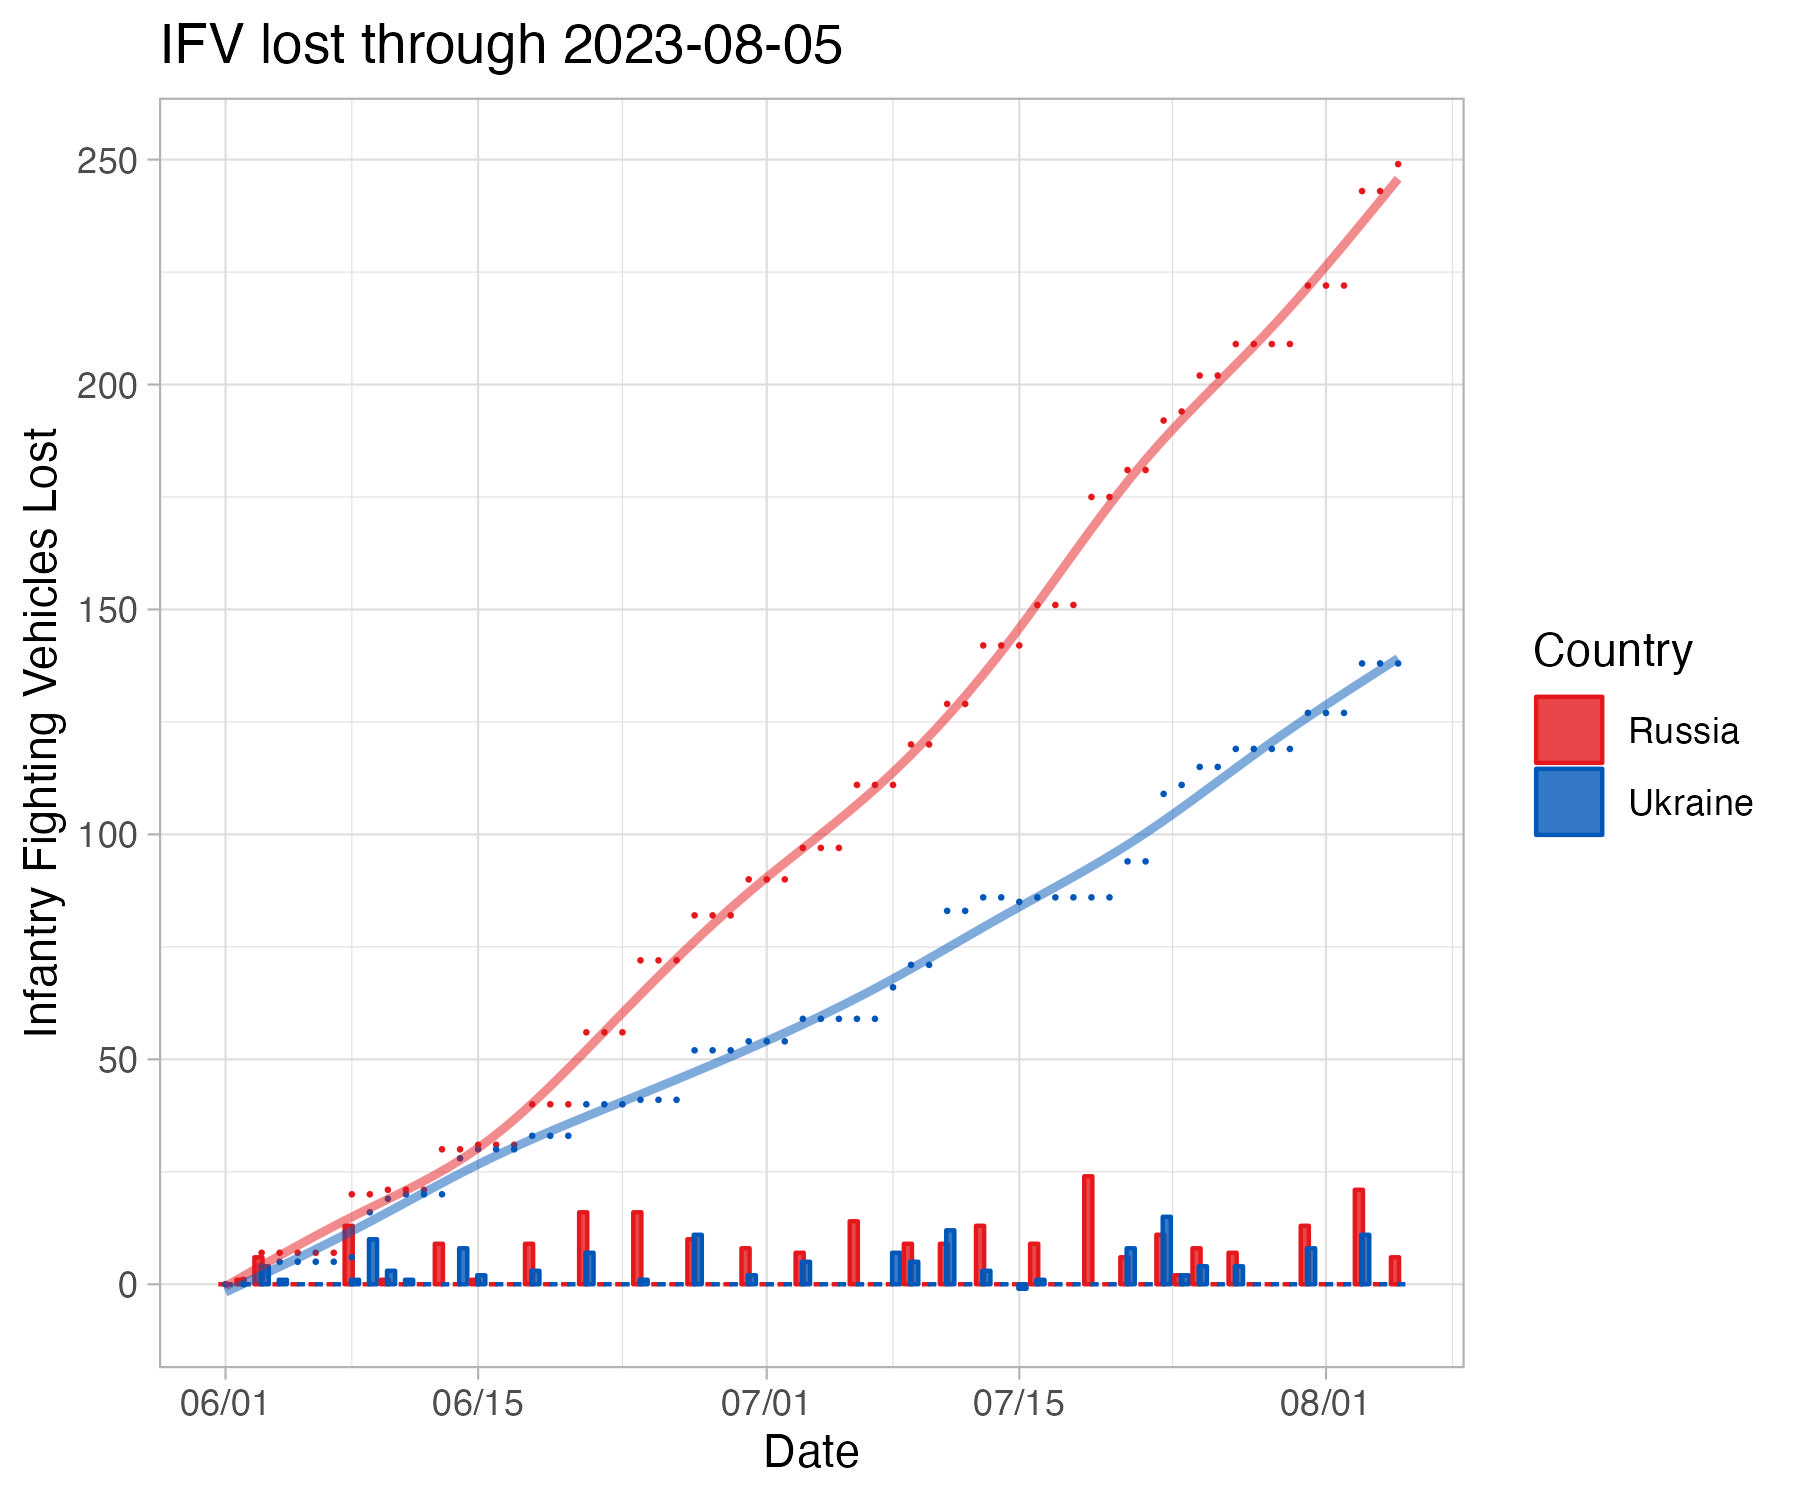 IFV lost through 2023-08-05
Infantry Fighting Vehicles Lost
250
200
150
100
50
0
06/01
06/15
07/01
07/15
08/01
Date
Country
Russia
Ukraine